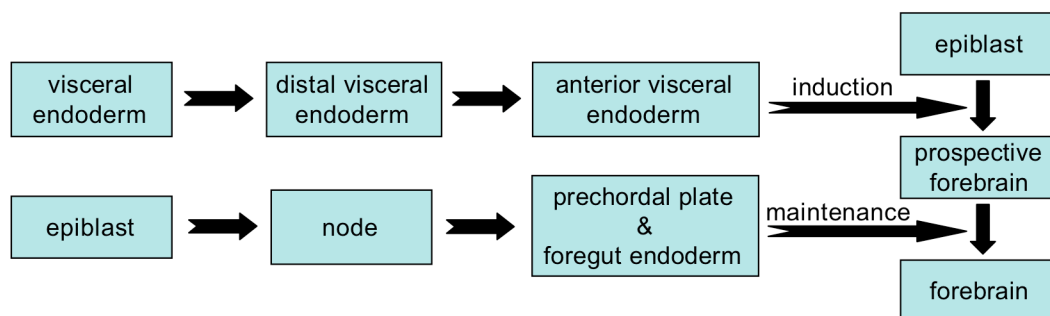 epiblast
visceral
endoderm
distal visceral
endoderm
anterior visceral
endoderm
induction
prospective
forebrain
epiblast
node
prechordal plate
&
foregut endoderm
maintenance
forebrain